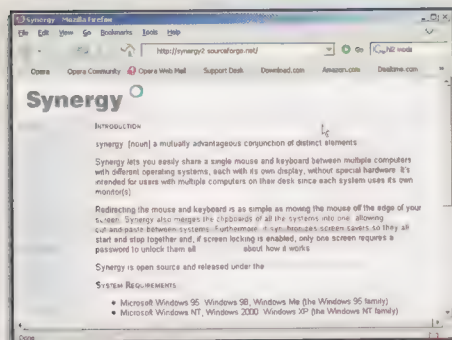 Synergy - Mozilla Firefox
File Edit View Go Bookmarks Tools Help
http://synergy2.sourceforge.net/ Go
Opera Opera Community Opera Web Mail Support Desk Download.com Amazon.com Dealtime.com
Synergy
INTRODUCTION
synergy [noun] a mutually advantageous conjunction of distinct elements
Synergy lets you easily share a single mouse and keyboard between multiple computers
with different operating systems, each with its own display, without special hardware. It's
intended for users with multiple computers on their desk since each system uses its own
monitor(s).
Redirecting the mouse and keyboard is as simple as moving the mouse off the edge of your
screen. Synergy also merges the clipboards of all the systems into one, allowing
cut-and-paste between systems. Furthermore, it synchronizes screen savers so they all
start and stop together and, if screen locking is enabled, only one screen requires a
password to unlock them all about how it works
Synergy is open source and released under the
SYSTEM REQUIREMENTS
Microsoft Windows 95, Windows 98, Windows Me (the Windows 95 family)
Microsoft Windows NT, Windows 2000, Windows XP (the Windows NT family)
Done